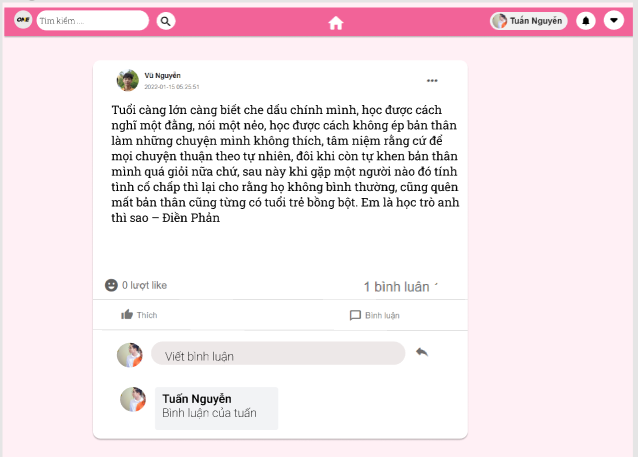 ONE
Tìm kiếm ...
Tuấn Nguyễn
Vũ Nguyễn
2022-01-15 05:25:51
Tuổi càng lớn càng biết che dấu chính mình, học được cách
nghĩ một đằng, nói một nẻo, học được cách không ép bản thân
làm những chuyện mình không thích, tâm niệm rằng cứ để
mọi chuyện thuận theo tự nhiên, đôi khi còn tự khen bản thân
mình quá giỏi nữa chứ, sau này khi gặp một người nào đó tính
tình cố chấp thì lại cho rằng họ không bình thường, cũng quên
mất bản thân cũng từng có tuổi trẻ bồng bột. Em là học trò anh
thì sao – Điền Phản
0 lượt like
1 bình luân
Thích
Bình luận
Viết bình luận
Tuấn Nguyễn
Bình luận của tuấn